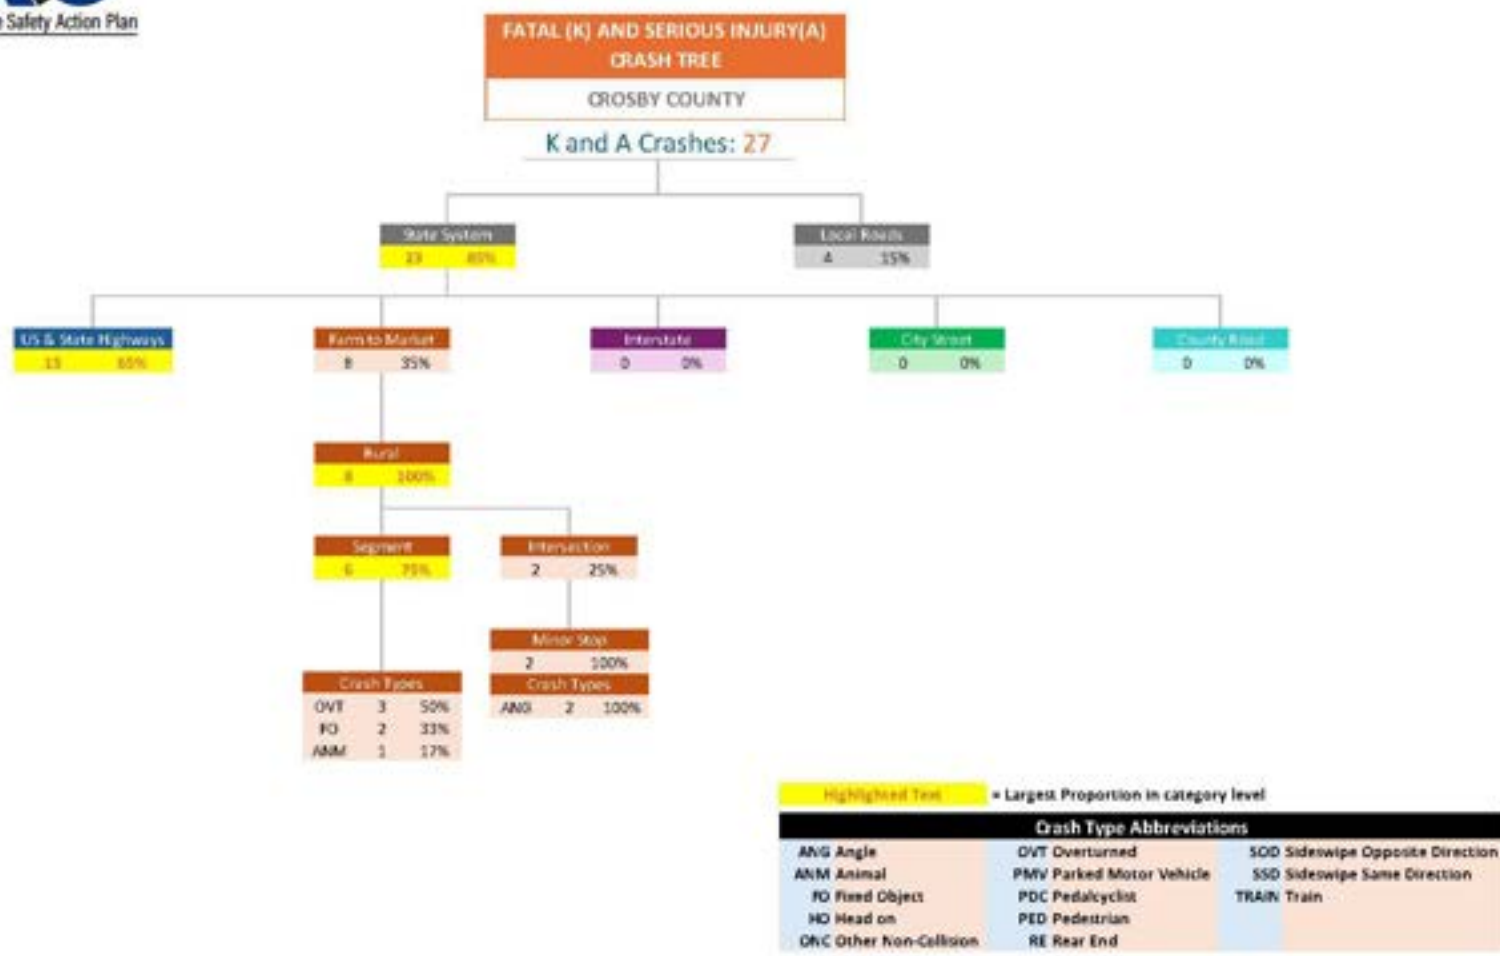 Safety Action Plan
FATAL (K) AND SERIOUS INJURY(A)
CRASH TREE
CROSBY COUNTY
K and A Crashes: 27
State System
23 85%
Local Roads
4 15%
US & State Highways
15 65%
Farm to Market
8 35%
Interstate
0 0%
City Street
0 0%
County Road
0 0%
Rural
8 100%
Segment
6 75%
Intersection
2 25%
Minor Stop
2 100%
Crash Types
OVT 3 50%
FO 2 33%
ANM 1 17%
Crash Types
ANG 2 100%
Highlighted Text = Largest Proportion in category level
Crash Type Abbreviations
ANG Angle OVT Overturned SOD Sideswipe Opposite Direction
ANM Animal PMV Parked Motor Vehicle SSD Sideswipe Same Direction
FO Fixed Object PDC Pedalcyclist TRAIN Train
HO Head on PED Pedestrian
ONC Other Non-Collision RE Rear End